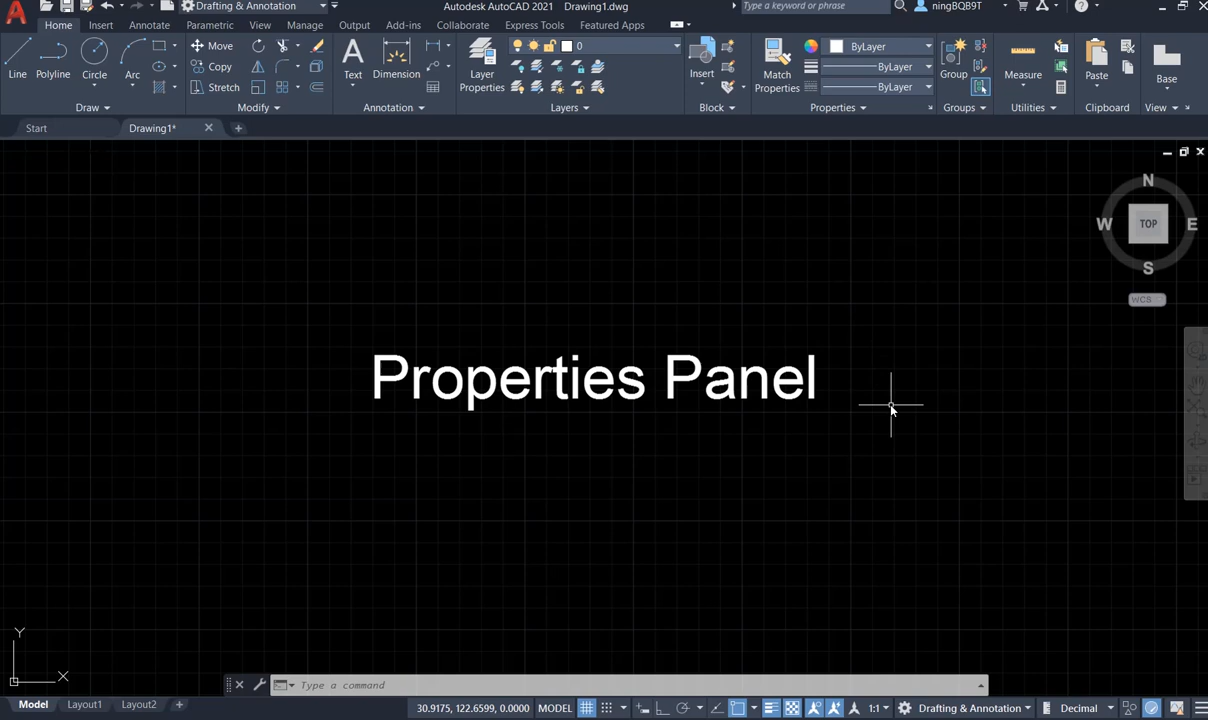 Drafting & Annotation
Autodesk AutoCAD 2021 Drawing1.dwg
Type a keyword or phrase
ningBQB9T
Home Insert Annotate Parametric View Manage Output Add-ins Collaborate Express Tools Featured Apps
Line Polyline Circle Arc
Move
Copy
Stretch
Text Dimension
Layer Properties
0
Insert
Match Properties
ByLayer
ByLayer
ByLayer
Group
Measure
Paste
Base
Draw Modify Annotation Layers Block Properties Groups Utilities Clipboard View
Start Drawing1*
N
W TOP E
S
WCS
Properties Panel
Y
X
Type a command
Model Layout1 Layout2
30.9175, 122.6599, 0.0000 MODEL 1:1 Drafting & Annotation Decimal